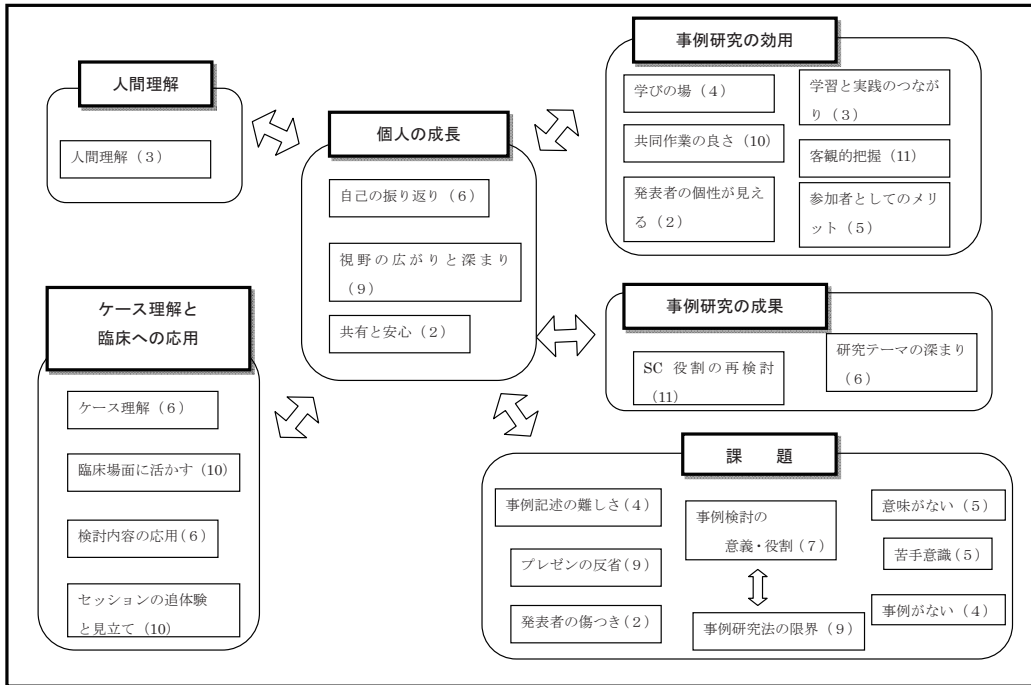 人間理解
人間理解（3）
個人の成長
自己の振り返り（6）
視野の広がりと深まり
（9）
共有と安心（2）
事例研究の効用
学びの場（4）
共同作業の良さ（10）
発表者の個性が見え
る（2）
学習と実践のつなが
り（3）
客観的把握（11）
参加者としてのメリ
ット（5）
ケース理解と
臨床への応用
ケース理解（6）
臨床場面に活かす（10）
検討内容の応用（6）
セッションの追体験
と見立て（10）
事例研究の成果
SC 役割の再検討
（11）
研究テーマの深まり
（6）
課　題
事例記述の難しさ（4）
プレゼンの反省（9）
発表者の傷つき（2）
事例検討の
意義・役割（7）
事例研究法の限界（9）
意味がない（5）
苦手意識（5）
事例がない（4）